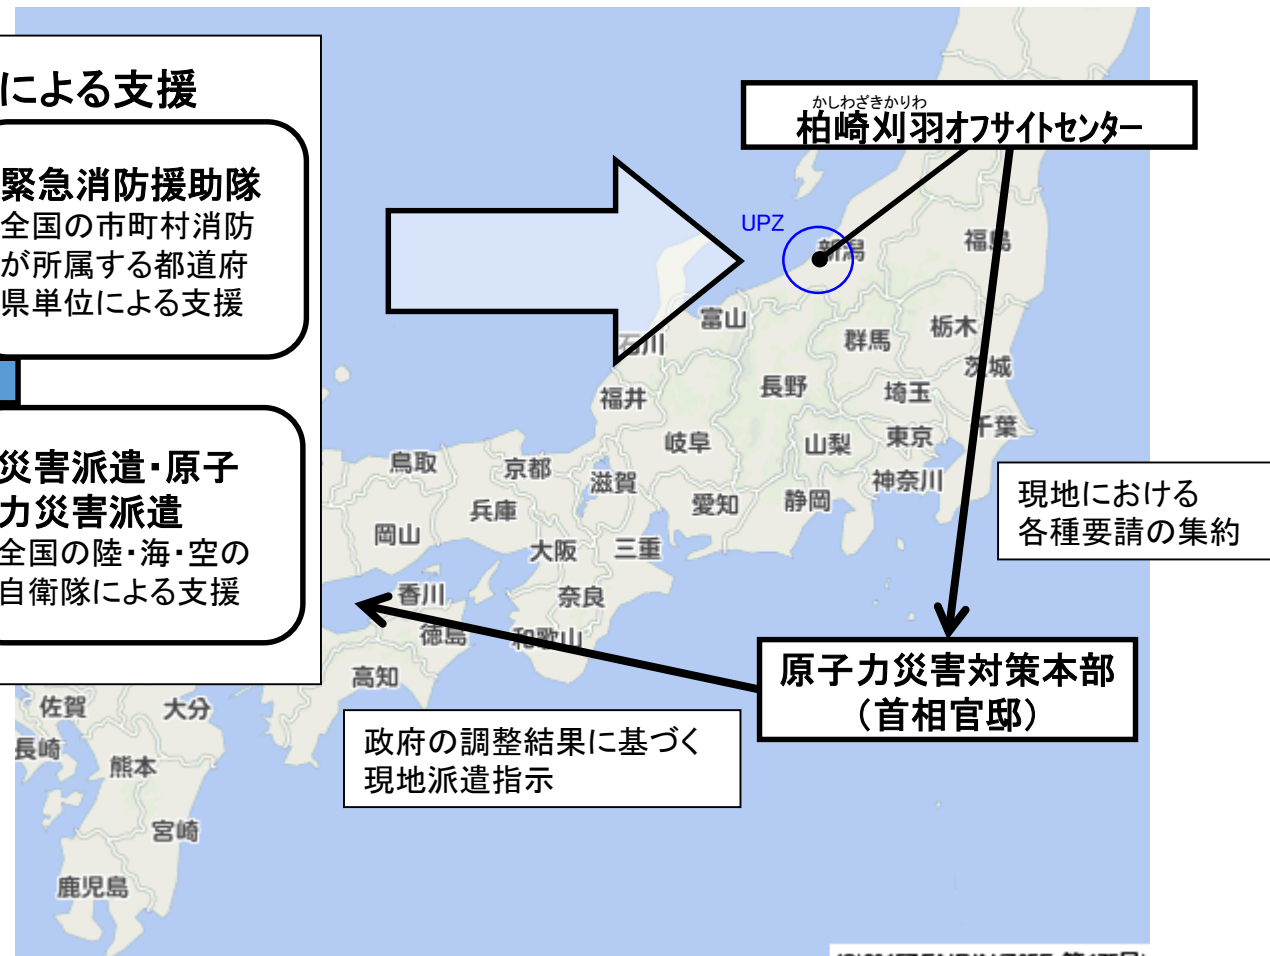 による支援
緊急消防援助隊
全国の市町村消防
が所属する都道府
県単位による支援
災害派遣・原子
力災害派遣
全国の陸・海・空の
自衛隊による支援
かしわざきかりわ
柏崎刈羽オフサイトセンター
UPZ
新潟
福島
富山
石川
群馬
栃木
茨城
福井
長野
埼玉
岐阜
山梨
東京
千葉
鳥取
京都
滋賀
愛知
静岡
神奈川
兵庫
岡山
大阪
三重
香川
奈良
徳島
和歌山
高知
佐賀
大分
長崎
熊本
宮崎
鹿児島
現地における
各種要請の集約
原子力災害対策本部
（首相官邸）
政府の調整結果に基づく
現地派遣指示